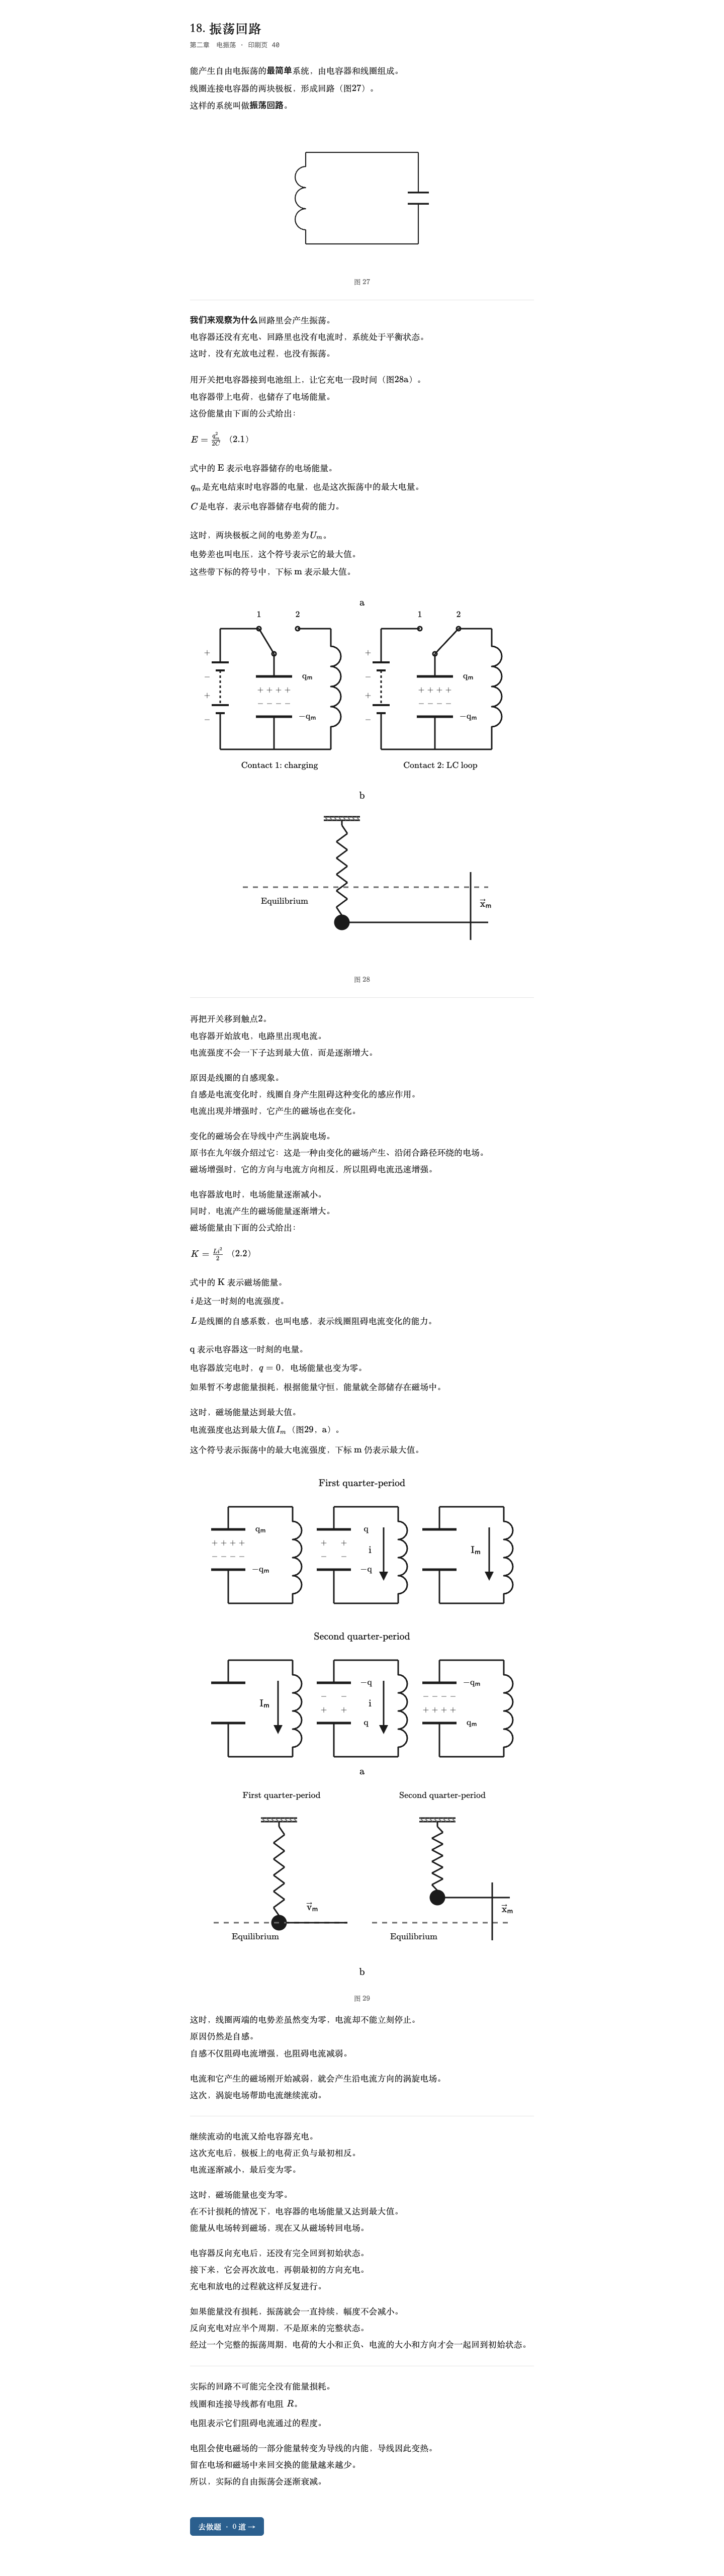 18. 振荡回路
第二章 电振荡 · 印刷页 40
能产生自由电振荡的最简单系统，由电容器和线圈组成。
线圈连接电容器的两块极板，形成回路（图27）。
这样的系统叫做振荡回路。
图 27
我们来观察为什么回路里会产生振荡。
电容器还没有充电、回路里也没有电流时，系统处于平衡状态。
这时，没有充放电过程，也没有振荡。
用开关把电容器接到电池组上，让它充电一段时间（图28a）。
电容器带上电荷，也储存了电场能量。
这份能量由下面的公式给出：
E = q_m^2/2C （2.1）
式中的 E 表示电容器储存的电场能量。
q_m 是充电结束时电容器的电量，也是这次振荡中的最大电量。
C 是电容，表示电容器储存电荷的能力。
这时，两块极板之间的电势差为U_m。
电势差也叫电压，这个符号表示它的最大值。
这些带下标的符号中，下标 m 表示最大值。
a
1 2 1 2
+ − + − qₘ + + + + − − − − −qₘ
+ − + − qₘ + + + + − − − − −qₘ
Contact 1: charging Contact 2: LC loop
b
Equilibrium x⃗ₘ
图 28
再把开关移到触点2。
电容器开始放电，电路里出现电流。
电流强度不会一下子达到最大值，而是逐渐增大。
原因是线圈的自感现象。
自感是电流变化时，线圈自身产生阻碍这种变化的感应作用。
电流出现并增强时，它产生的磁场也在变化。
变化的磁场会在导线中产生涡旋电场。
原书在九年级介绍过它：这是一种由变化的磁场产生、沿闭合路径环绕的电场。
磁场增强时，它的方向与电流方向相反，所以阻碍电流迅速增强。
电容器放电时，电场能量逐渐减小。
同时，电流产生的磁场能量逐渐增大。
磁场能量由下面的公式给出：
K = Li^2/2 （2.2）
式中的 K 表示磁场能量。
i 是这一时刻的电流强度。
L 是线圈的自感系数，也叫电感，表示线圈阻碍电流变化的能力。
q 表示电容器这一时刻的电量。
电容器放完电时，q = 0，电场能量也变为零。
如果暂不考虑能量损耗，根据能量守恒，能量就全部储存在磁场中。
这时，磁场能量达到最大值。
电流强度也达到最大值I_m（图29，a）。
这个符号表示振荡中的最大电流强度，下标 m 仍表示最大值。
First quarter-period
qₘ + + + + − − − − −qₘ
q + + i − − −q
Iₘ
Second quarter-period
Iₘ
−q − − i + + q
−qₘ − − − − + + + + qₘ
a
First quarter-period Second quarter-period
v⃗ₘ x⃗ₘ
Equilibrium Equilibrium
b
图 29
这时，线圈两端的电势差虽然变为零，电流却不能立刻停止。
原因仍然是自感。
自感不仅阻碍电流增强，也阻碍电流减弱。
电流和它产生的磁场刚开始减弱，就会产生沿电流方向的涡旋电场。
这次，涡旋电场帮助电流继续流动。
继续流动的电流又给电容器充电。
这次充电后，极板上的电荷正负与最初相反。
电流逐渐减小，最后变为零。
这时，磁场能量也变为零。
在不计损耗的情况下，电容器的电场能量又达到最大值。
能量从电场转到磁场，现在又从磁场转回电场。
电容器反向充电后，还没有完全回到初始状态。
接下来，它会再次放电，再朝最初的方向充电。
充电和放电的过程就这样反复进行。
如果能量没有损耗，振荡就会一直持续，幅度不会减小。
反向充电对应半个周期，不是原来的完整状态。
经过一个完整的振荡周期，电荷的大小和正负、电流的大小和方向才会一起回到初始状态。
实际的回路不可能完全没有能量损耗。
线圈和连接导线都有电阻 R。
电阻表示它们阻碍电流通过的程度。
电阻会使电磁场的一部分能量转变为导线的内能，导线因此变热。
留在电场和磁场中来回交换的能量越来越少。
所以，实际的自由振荡会逐渐衰减。
去做题 · 0 道 →